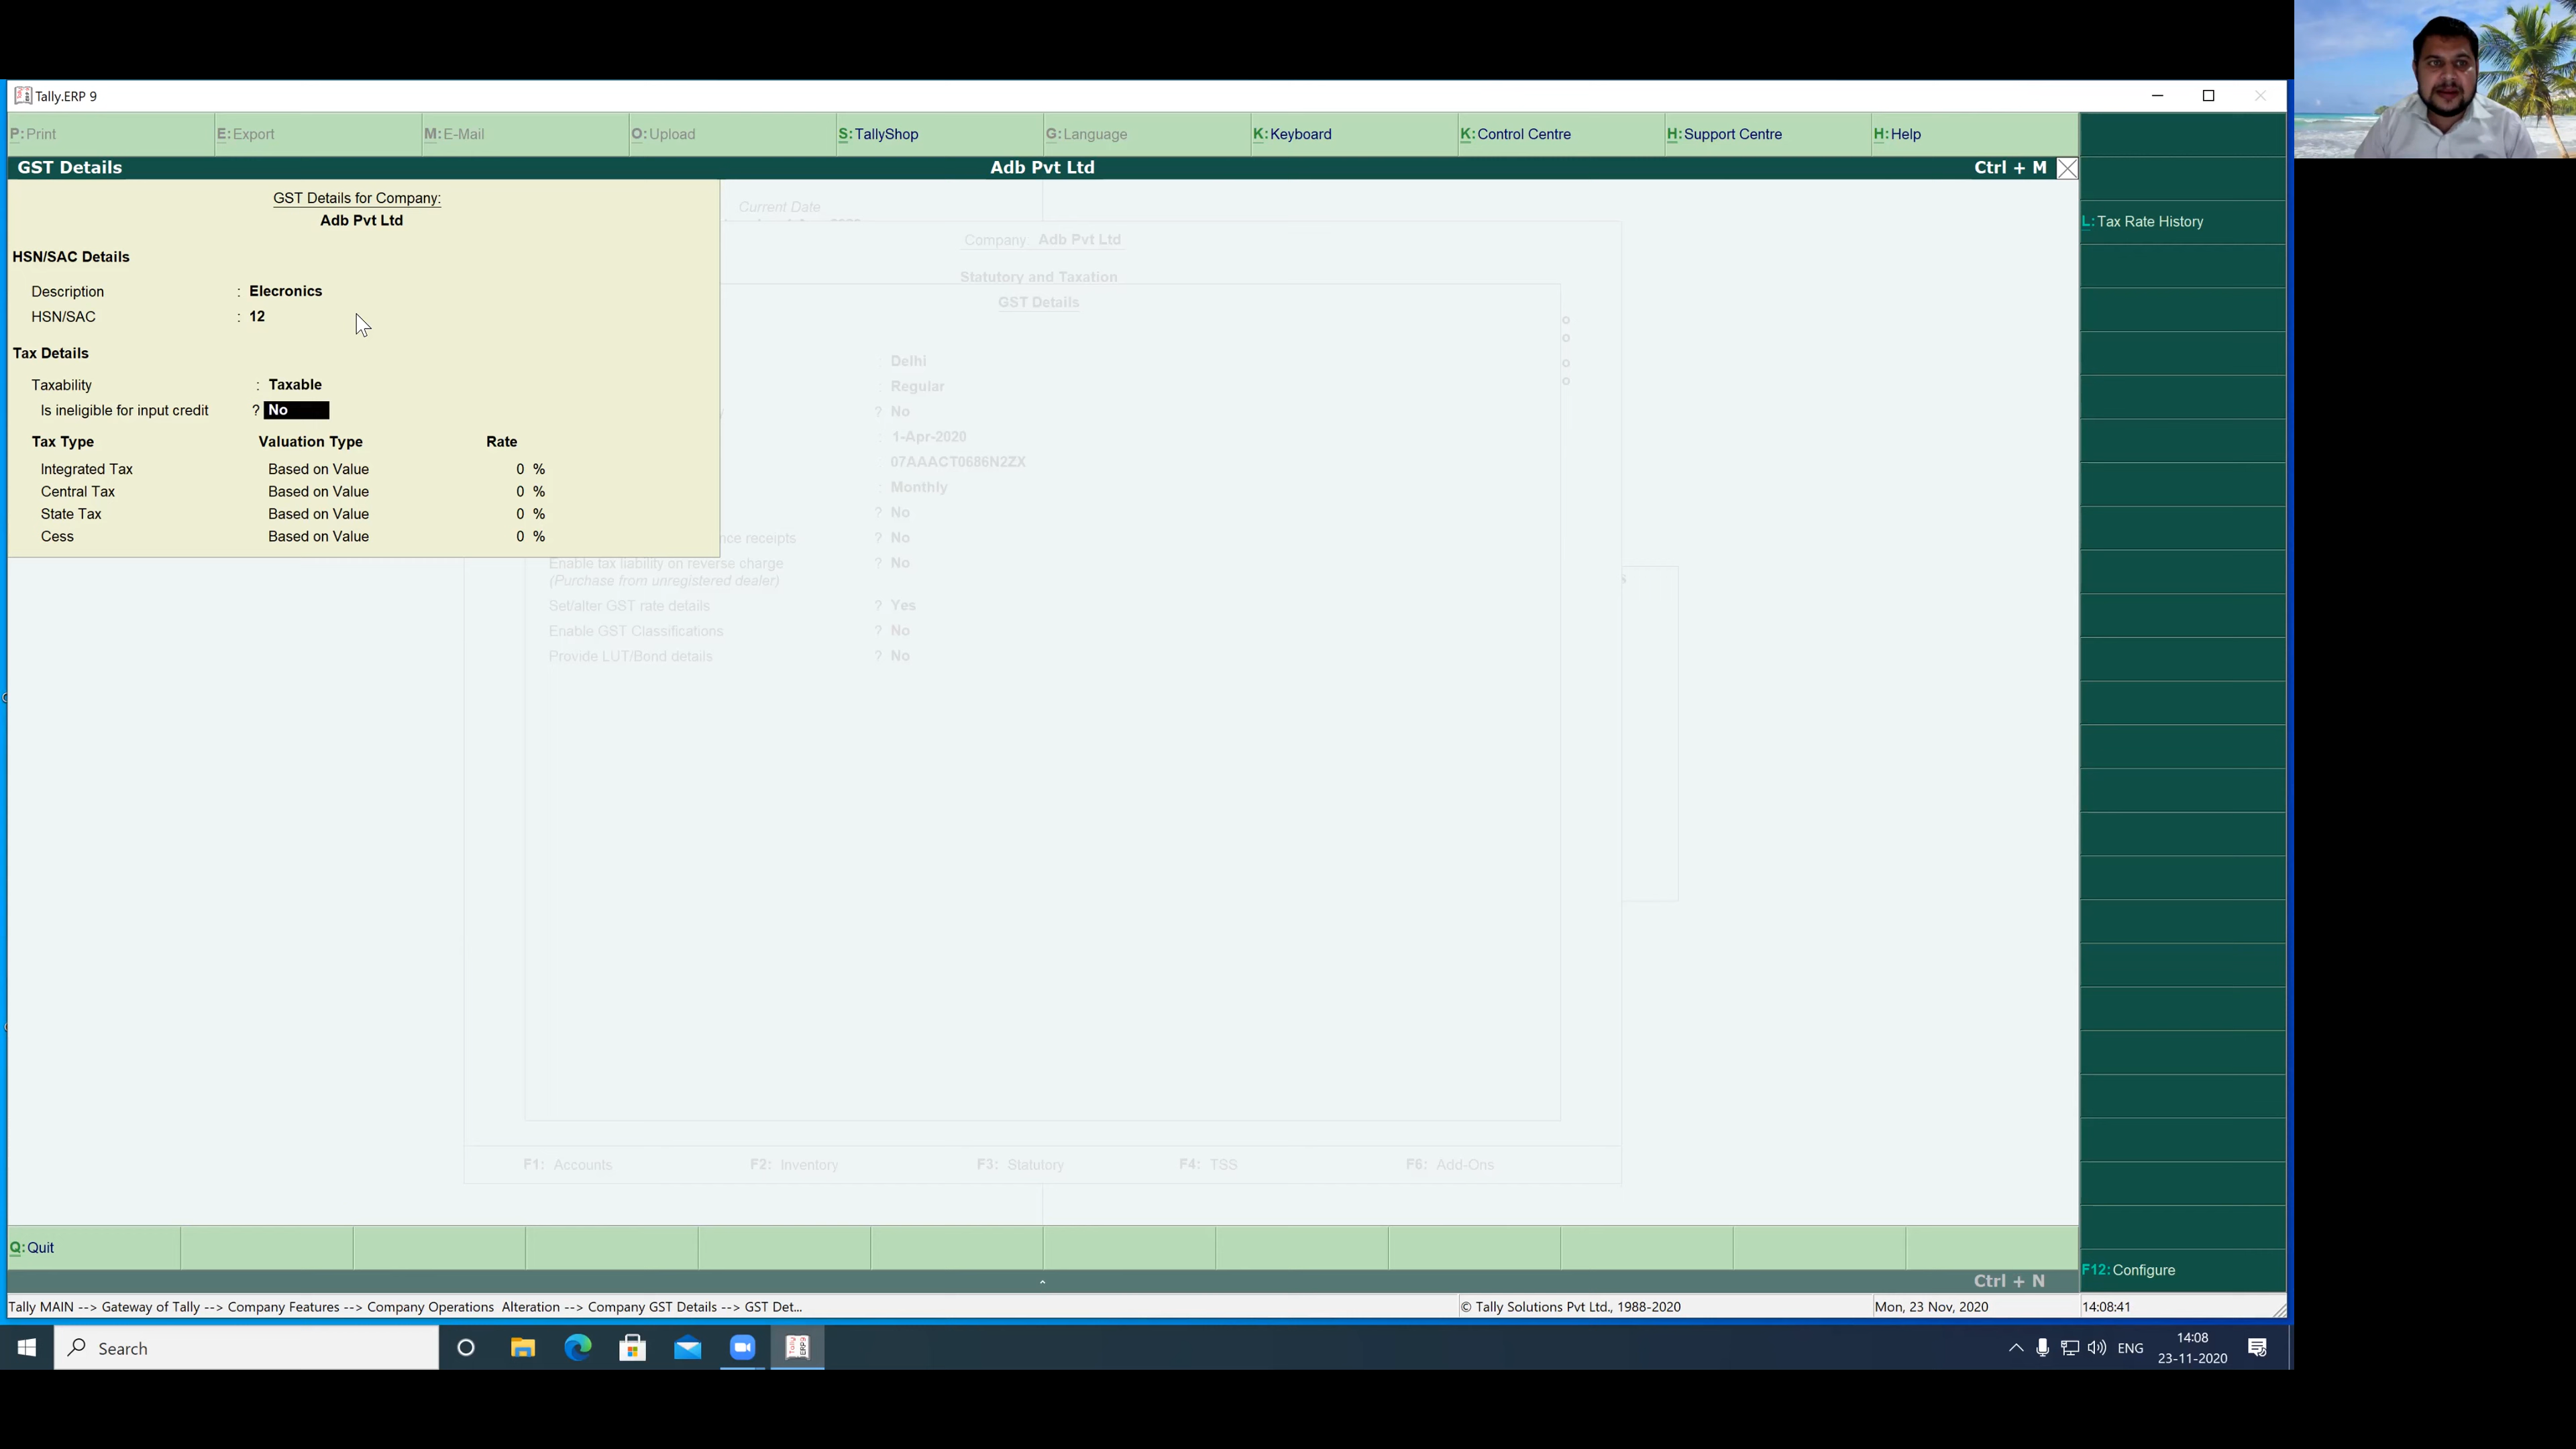 Tally.ERP 9
P: Print E: Export M: E-Mail O: Upload S: TallyShop G: Language K: Keyboard K: Control Centre H: Support Centre H: Help
GST Details Adb Pvt Ltd Ctrl + M
GST Details for Company:
Adb Pvt Ltd
HSN/SAC Details
Description : Elecronics
HSN/SAC : 12
Tax Details
Taxability : Taxable
Is ineligible for input credit ? No
Tax Type Valuation Type Rate
Integrated Tax Based on Value 0 %
Central Tax Based on Value 0 %
State Tax Based on Value 0 %
Cess Based on Value 0 %
Current Date
Company Adb Pvt Ltd
Statutory and Taxation
GST Details
Delhi
: Regular
? No
: 1-Apr-2020
07AAACT0686N2ZX
: Monthly
? No
nce receipts ? No
Enable tax liability on reverse charge ? No
(Purchase from unregistered dealer)
Set/alter GST rate details ? Yes
Enable GST Classifications ? No
Provide LUT/Bond details ? No
F1: Accounts F2: Inventory F3: Statutory F4: TSS F6: Add-Ons
L: Tax Rate History
F12: Configure
Q: Quit
Ctrl + N
Tally MAIN --> Gateway of Tally --> Company Features --> Company Operations Alteration --> Company GST Details --> GST Det... © Tally Solutions Pvt Ltd., 1988-2020 Mon, 23 Nov, 2020 14:08:41
Search
ENG
14:08
23-11-2020